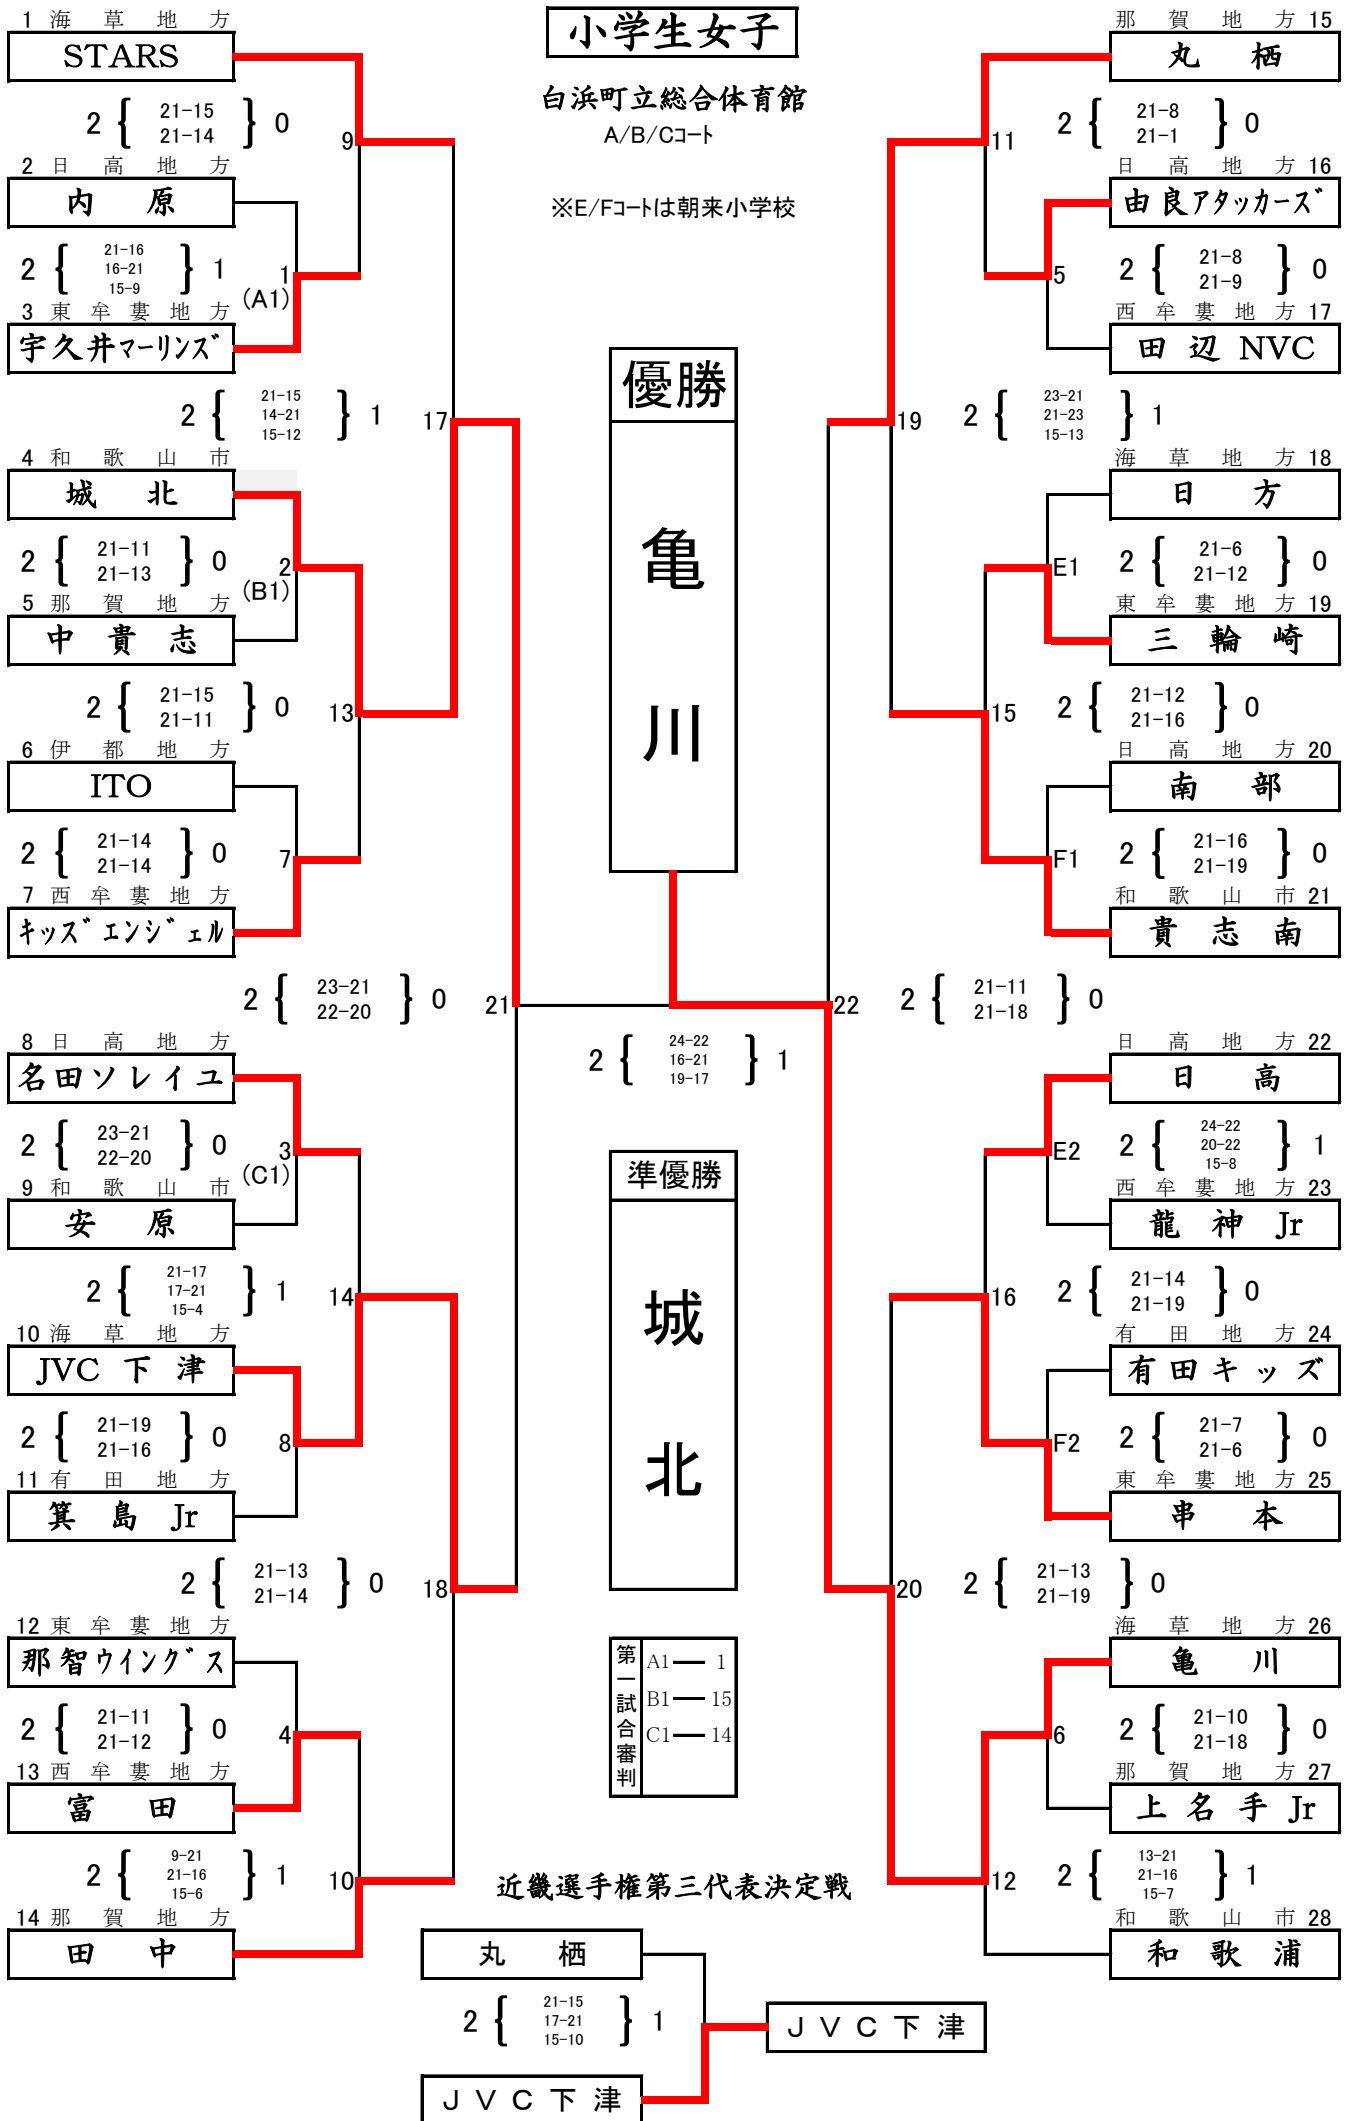 小学生女子
白浜町立総合体育館
A/B/Cコート
※E/Fコートは朝来小学校
1 海草地方
STARS
2 { 21-15 21-14 } 0
9
2 日高地方
内原
2 { 21-16 16-21 15-9 } 1
1
(A1)
3 東牟婁地方
宇久井マーリンズ
2 { 21-15 14-21 15-12 } 1
17
4 和歌山市
城北
2 { 21-11 21-13 } 0
2
(B1)
5 那賀地方
中貴志
2 { 21-15 21-11 } 0
13
6 伊都地方
ITO
2 { 21-14 21-14 } 0
7
7 西牟婁地方
キッズエンジェル
2 { 23-21 22-20 } 0
21
8 日高地方
名田ソレイユ
2 { 23-21 22-20 } 0
3
(C1)
9 和歌山市
安原
2 { 21-17 17-21 15-4 } 1
14
10 海草地方
JVC下津
2 { 21-19 21-16 } 0
8
11 有田地方
箕島Jr
2 { 21-13 21-14 } 0
18
12 東牟婁地方
那智ウイングス
2 { 21-11 21-12 } 0
4
13 西牟婁地方
富田
2 { 9-21 21-16 15-6 } 1
10
14 那賀地方
田中
優勝
亀川
2 { 24-22 16-21 19-17 } 1
準優勝
城北
第一試合審判
A1 — 1
B1 — 15
C1 — 14
那賀地方 15
丸栖
11
2 { 21-8 21-1 } 0
日高地方 16
由良アタッカーズ
5
2 { 21-8 21-9 } 0
西牟婁地方 17
田辺NVC
19
2 { 23-21 21-23 15-13 } 1
海草地方 18
日方
E1
2 { 21-6 21-12 } 0
東牟婁地方 19
三輪崎
15
2 { 21-12 21-16 } 0
日高地方 20
南部
F1
2 { 21-16 21-19 } 0
和歌山市 21
貴志南
22
2 { 21-11 21-18 } 0
日高地方 22
日高
E2
2 { 24-22 20-22 15-8 } 1
西牟婁地方 23
龍神Jr
16
2 { 21-14 21-19 } 0
有田地方 24
有田キッズ
F2
2 { 21-7 21-6 } 0
東牟婁地方 25
串本
20
2 { 21-13 21-19 } 0
海草地方 26
亀川
6
2 { 21-10 21-18 } 0
那賀地方 27
上名手Jr
12
2 { 13-21 21-16 15-7 } 1
和歌山市 28
和歌浦
近畿選手権第三代表決定戦
丸栖
2 { 21-15 17-21 15-10 } 1
JVC下津
JVC下津